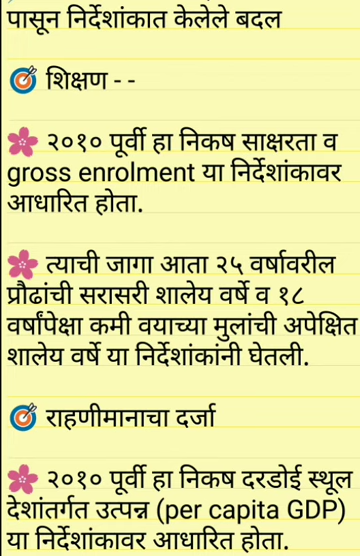 पासून निर्देशांकात केलेले बदल
🎯 शिक्षण - -
🌸 २०१० पूर्वी हा निकष साक्षरता व
gross enrolment या निर्देशांकावर
आधारित होता.
🌸 त्याची जागा आता २५ वर्षावरील
प्रौढांची सरासरी शालेय वर्षे व १८
वर्षांपेक्षा कमी वयाच्या मुलांची अपेक्षित
शालेय वर्षे या निर्देशांकांनी घेतली.
🎯 राहणीमानाचा दर्जा
🌸 २०१० पूर्वी हा निकष दरडोई स्थूल
देशांतर्गत उत्पन्न (per capita GDP)
या निर्देशांकावर आधारित होता.